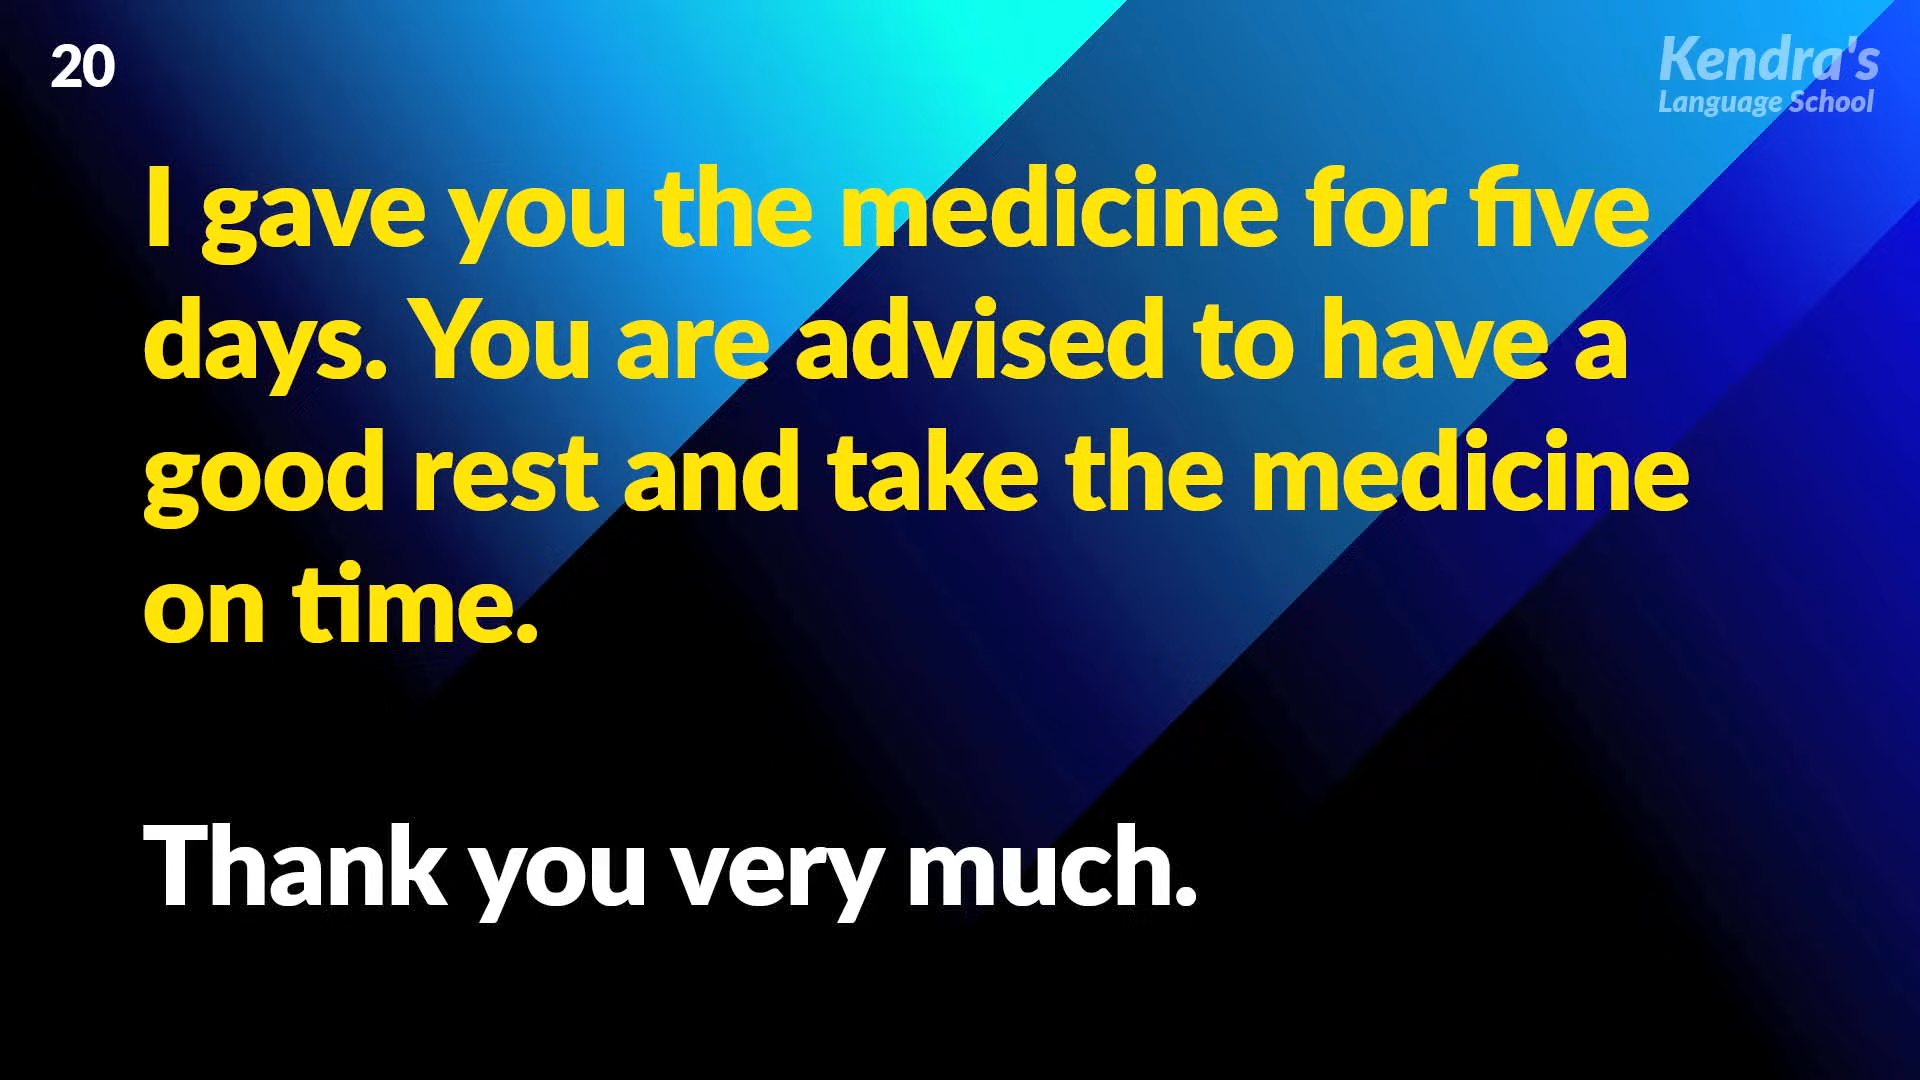 20
Kendra's
Language School
I gave you the medicine for five
days. You are advised to have a
good rest and take the medicine
on time.
Thank you very much.